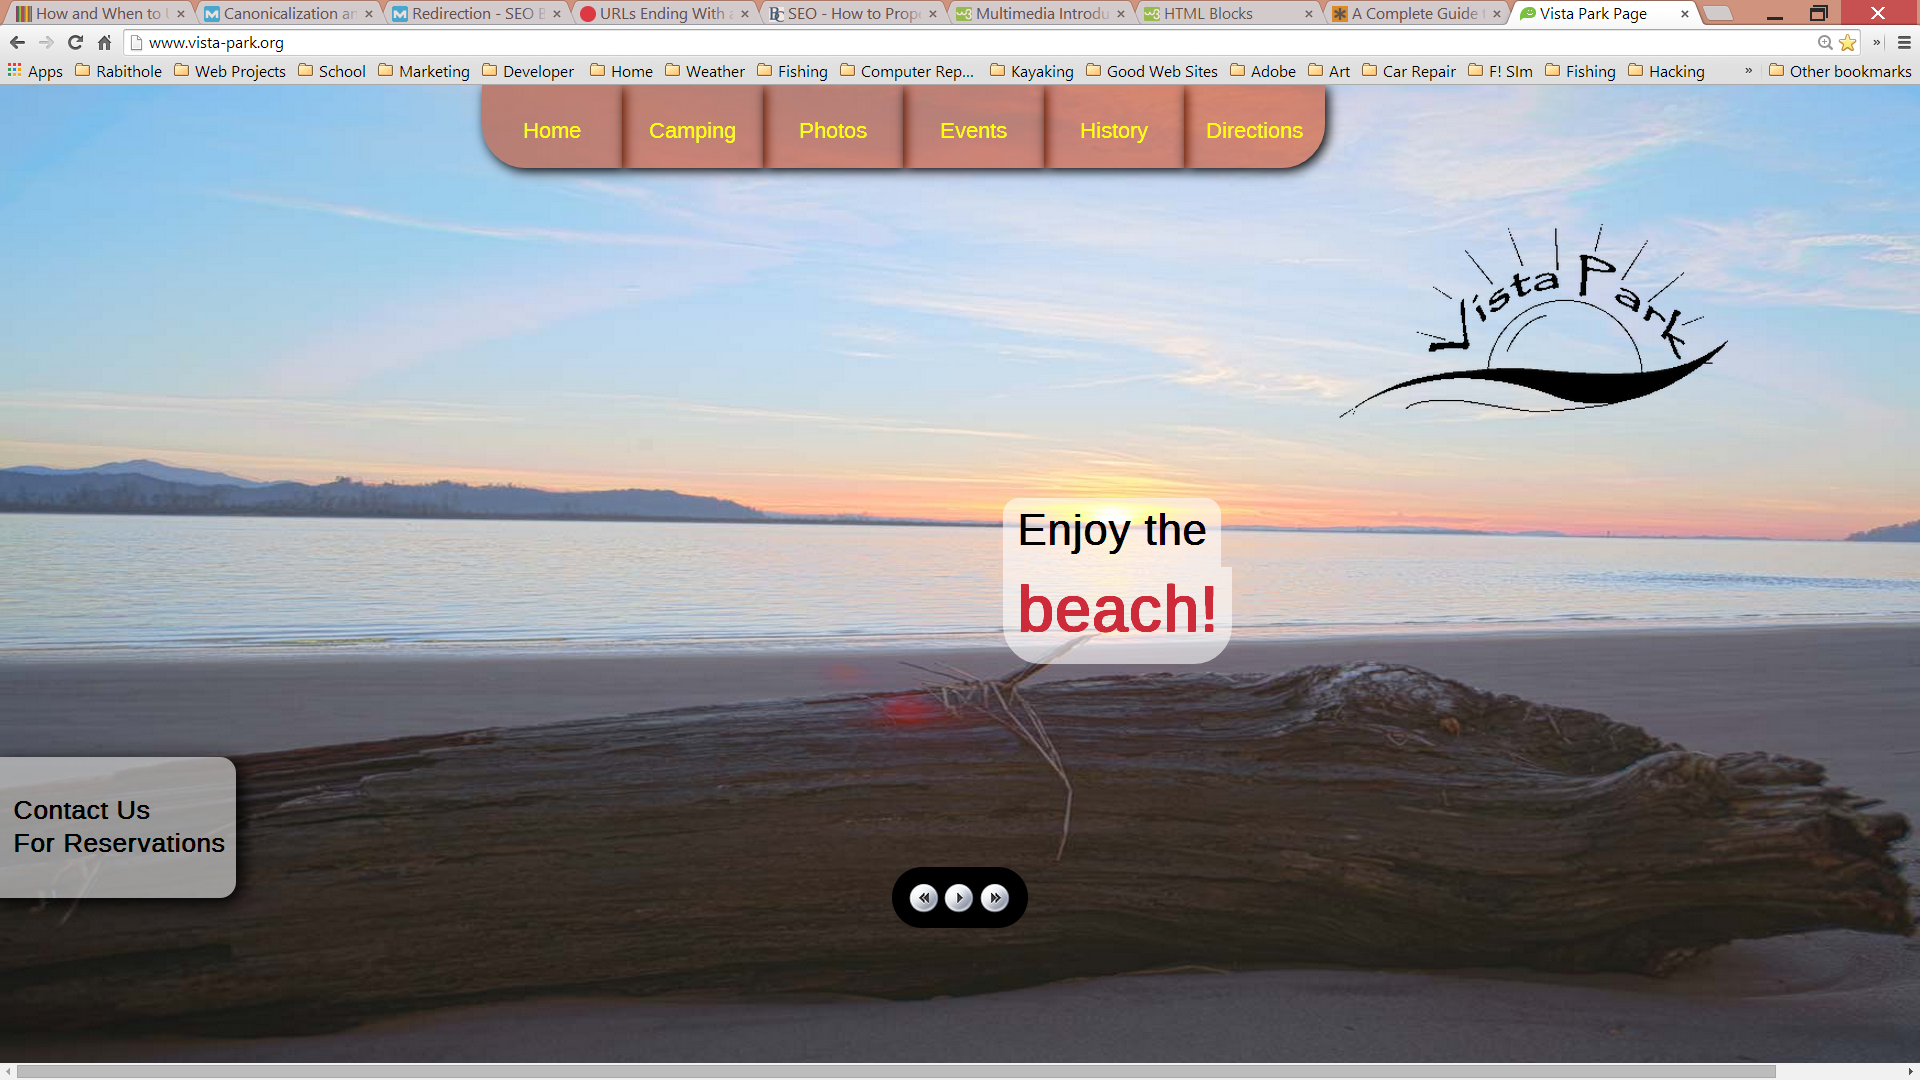 How and When to
Canonicalization an
Redirection - SEO B
URLs Ending With a
SEO - How to Prope
Multimedia Introdu
HTML Blocks
A Complete Guide
Vista Park Page
www.vista-park.org
Apps
Rabithole
Web Projects
School
Marketing
Developer
Home
Weather
Fishing
Computer Rep...
Kayaking
Good Web Sites
Adobe
Art
Car Repair
F! SIm
Fishing
Hacking
Other bookmarks
Home
Camping
Photos
Events
History
Directions
Vista Park
Enjoy the
beach!
Contact Us
For Reservations